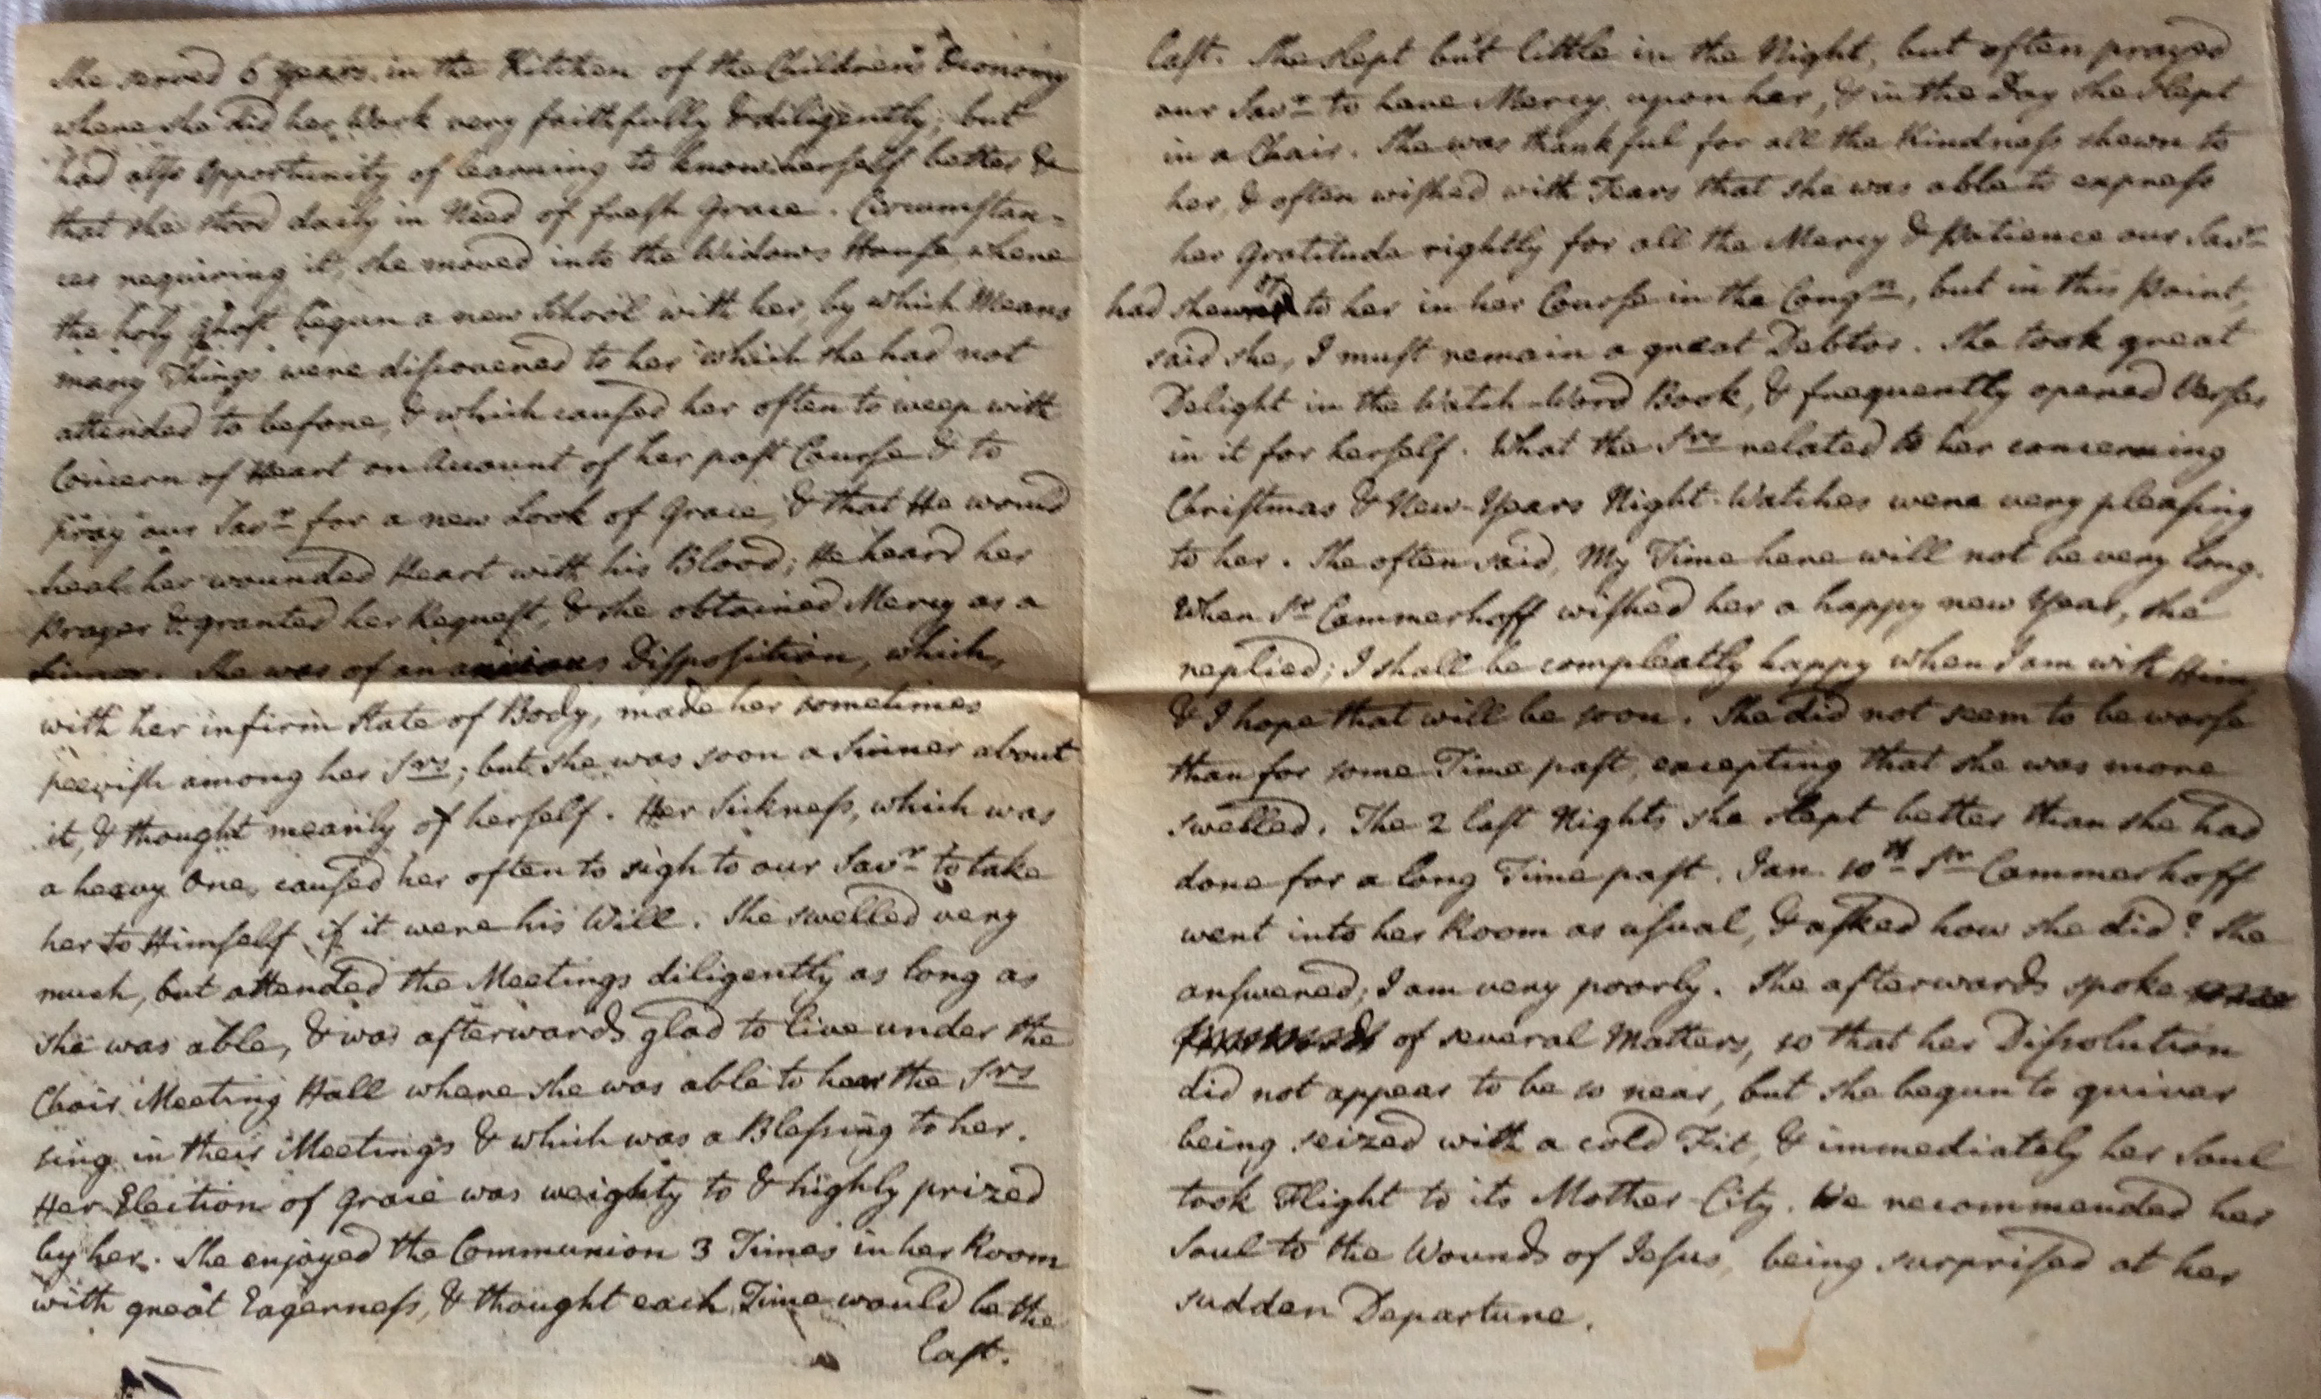 She served 6 Years in the Kitchen of the Children's Œconomy
where she did her Work very faithfully & diligently; but
had also Opportunity of learning to know herself better &
that she stood daily in Need of fresh Grace. Circumstan-
ces requiring it, she moved into the Widows House, where
the holy Ghost begun a new School with her, by which Means
many Things were discovered to her which she had not
attended to before, & which caused her often to weep with
Concern of Heart on Account of her past Course & to
pray our Savr for a new Look of Grace, & that He would
heal her wounded Heart with his Blood; He heard her
Prayer & granted her Request, & she obtained Mercy as a
Sinner. She was of an anxious Disposition, which,
with her infirm State of Body, made her sometimes
peevish among her Srs; but she was soon a Sinner about
it, & thought meanly of herself. Her Sickness, which was
a heavy One, caused her often to sigh to our Savr to take
her to Himself if it were his Will. She swelled very
much, but attended the Meetings diligently as long as
she was able, & was afterwards glad to live under the
Choir Meeting Hall where she was able to hear the Srs
sing in their Meetings & which was a Blessing to her.
Her Election of Grace was weighty to & highly prized
by her. She enjoyed the Communion 3 Times in her Room
with great Eagerness, & thought each Time would be the
last.
last. She slept but little in the Night, but often prayed
our Savr to have Mercy upon her, & in the Day she slept
in a Chair. She was thankful for all the Kindness shewn to
her, & often wished with Tears that she was able to express
her Gratitude rightly for all the Mercy & Patience our Savr
had shewn to her in her Course in the Congn, but in this Point,
said she, I must remain a great Debtor. She took great
Delight in the Watch-Word Book, & frequently opened Verses
in it for herself. What the Srs related to her concerning
Christmas & New-Years Night-Watches were very pleasing
to her. She often said, My Time here will not be very long.
When Sr Cammerhoff wished her a happy new Year, she
replied; I shall be compleatly happy when I am with Him
& I hope that will be soon. She did not seem to be worse
than for some Time past, excepting that she was more
swelled. The 2 last Nights she slept better than she had
done for a long Time past. Jan. 10th Sr Cammerhoff
went into her Room as usual, & asked how she did? She
answered; I am very poorly. She afterwards spoke
of several Matters, so that her Dissolution
did not appear to be so near, but she begun to quiver
being seized with a cold Fit, & immediately her Soul
took Flight to its Mother-City. We recommended her
Soul to the Wounds of Jesus, being surprised at her
sudden Departure.